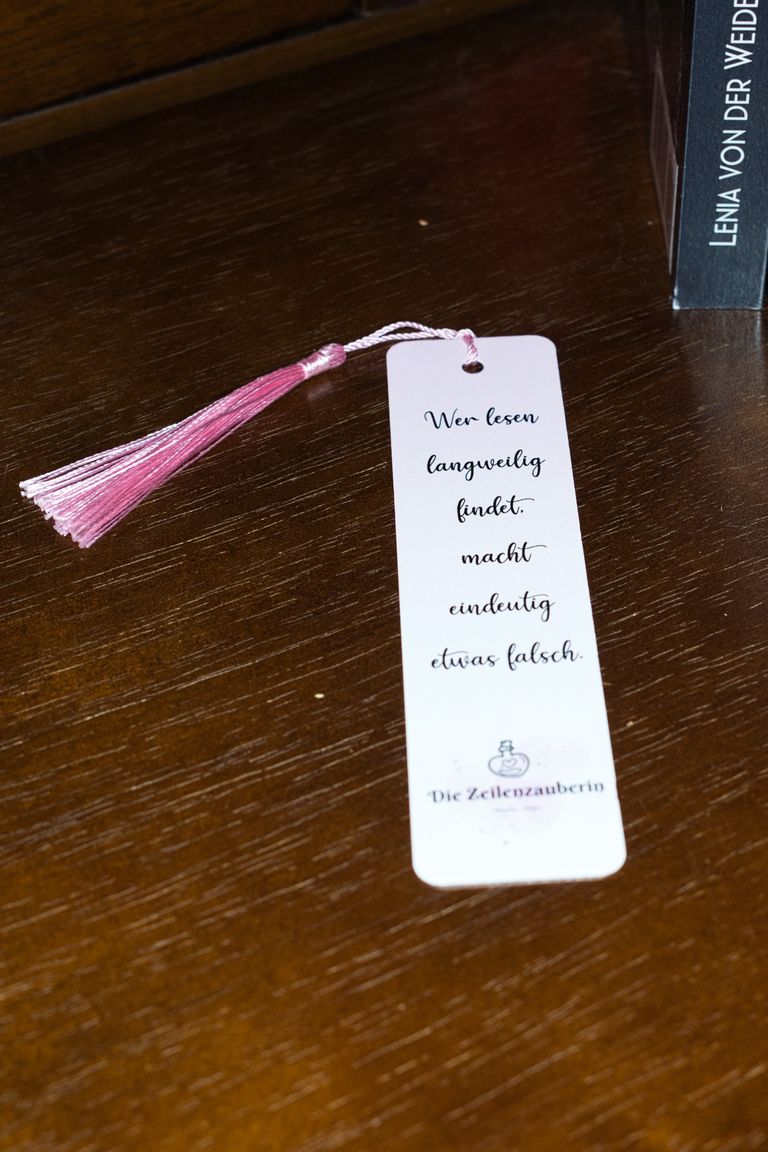 LENIA VON DER WEIDE
Wer lesen
langweilig
findet,
macht
eindeutig
etwas falsch.
Die Zeilenzauberin